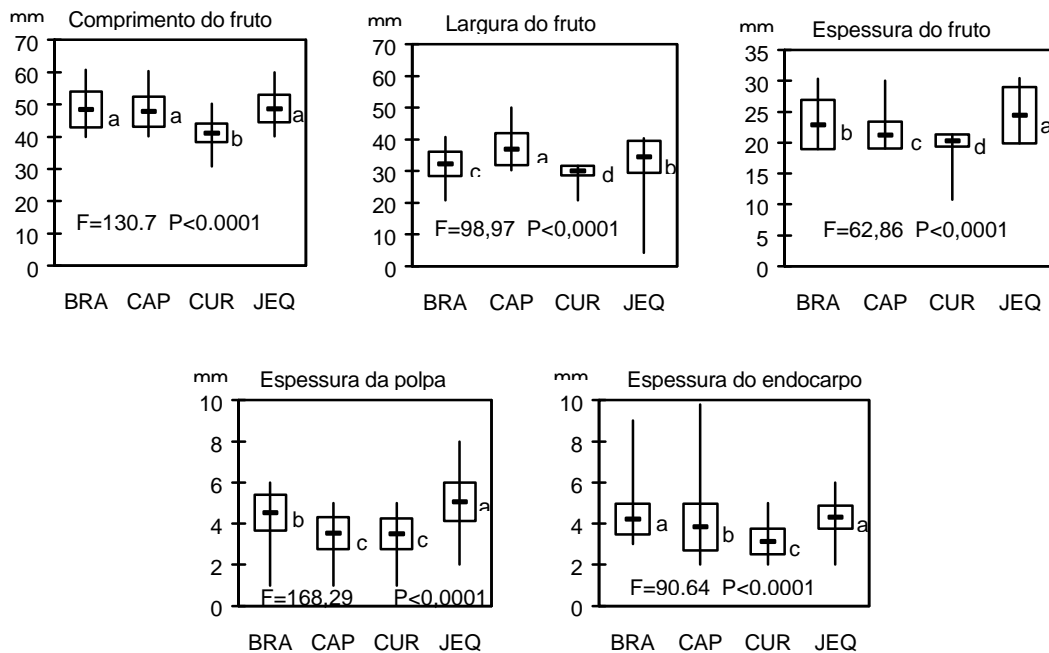 mm Comprimento do fruto
70
60
50
40
30
20
10
0
a a b a
F=130.7 P<0.0001
BRA CAP CUR JEQ
mm Largura do fruto
70
60
50
40
30
20
10
0
c a d b
F=98,97 P<0,0001
BRA CAP CUR JEQ
mm Espessura do fruto
35
30
25
20
15
10
5
0
b c d a
F=62,86 P<0,0001
BRA CAP CUR JEQ
mm Espessura da polpa
10
8
6
4
2
0
b c c a
F=168,29 P<0,0001
BRA CAP CUR JEQ
mm Espessura do endocarpo
10
8
6
4
2
0
a b c a
F=90.64 P<0.0001
BRA CAP CUR JEQ